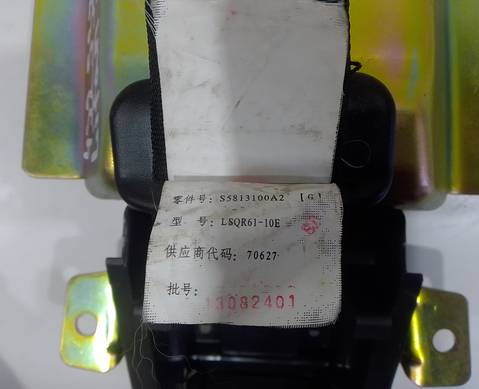 零件号: S5813100A2 【G】
型 号: LSQR61-10E
供应商代码: 70627
批号: 13082401